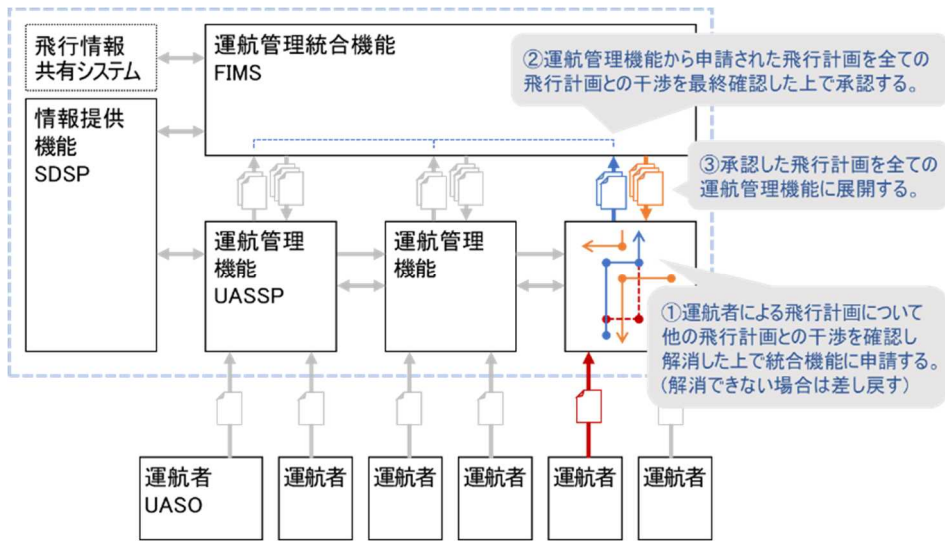 飛行情報
共有システム
運航管理統合機能
FIMS
②運航管理機能から申請された飛行計画を全ての
飛行計画との干渉を最終確認した上で承認する。
情報提供
機能
SDSP
③承認した飛行計画を全ての
運航管理機能に展開する。
運航管理
機能
UASSP
運航管理
機能
①運航者による飛行計画について
他の飛行計画との干渉を確認し
解消した上で統合機能に申請する。
(解消できない場合は差し戻す)
運航者
UASO
運航者
運航者
運航者
運航者
運航者